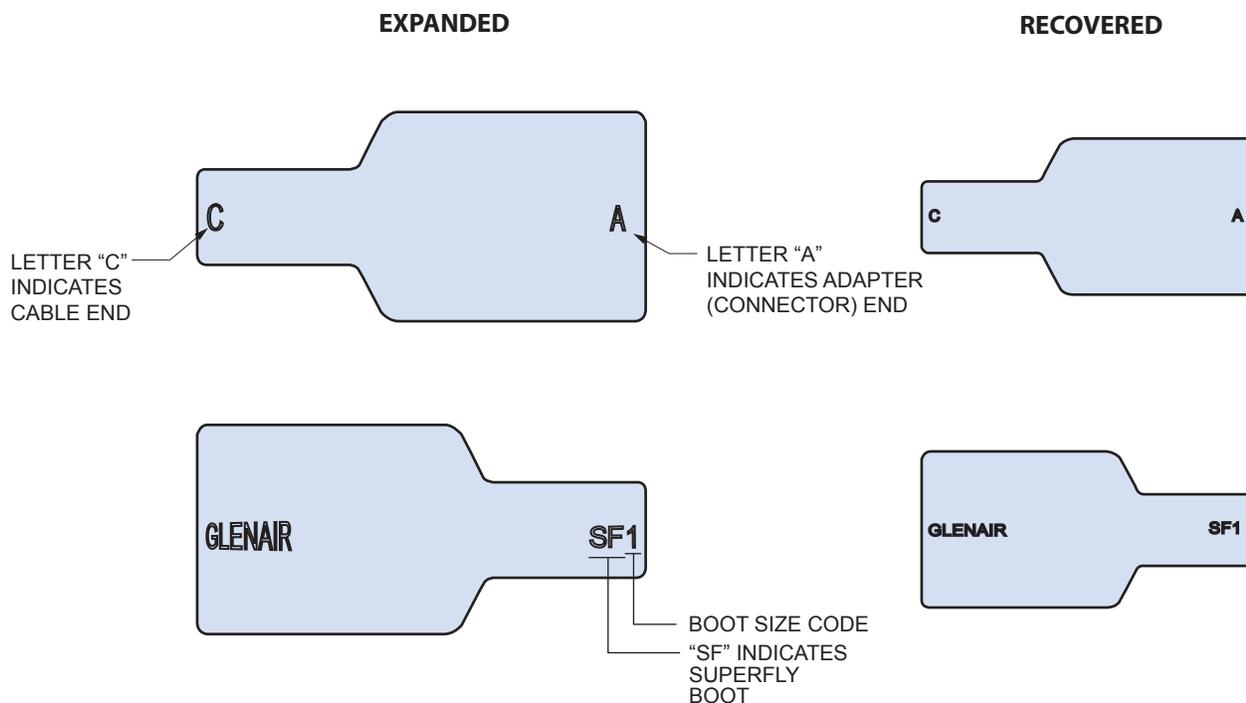 EXPANDED
RECOVERED
C
A
C
A
LETTER “C”
INDICATES
CABLE END
LETTER “A”
INDICATES ADAPTER
(CONNECTOR) END
GLENAIR
SF1
GLENAIR
SF1
BOOT SIZE CODE
“SF” INDICATES
SUPERFLY
BOOT